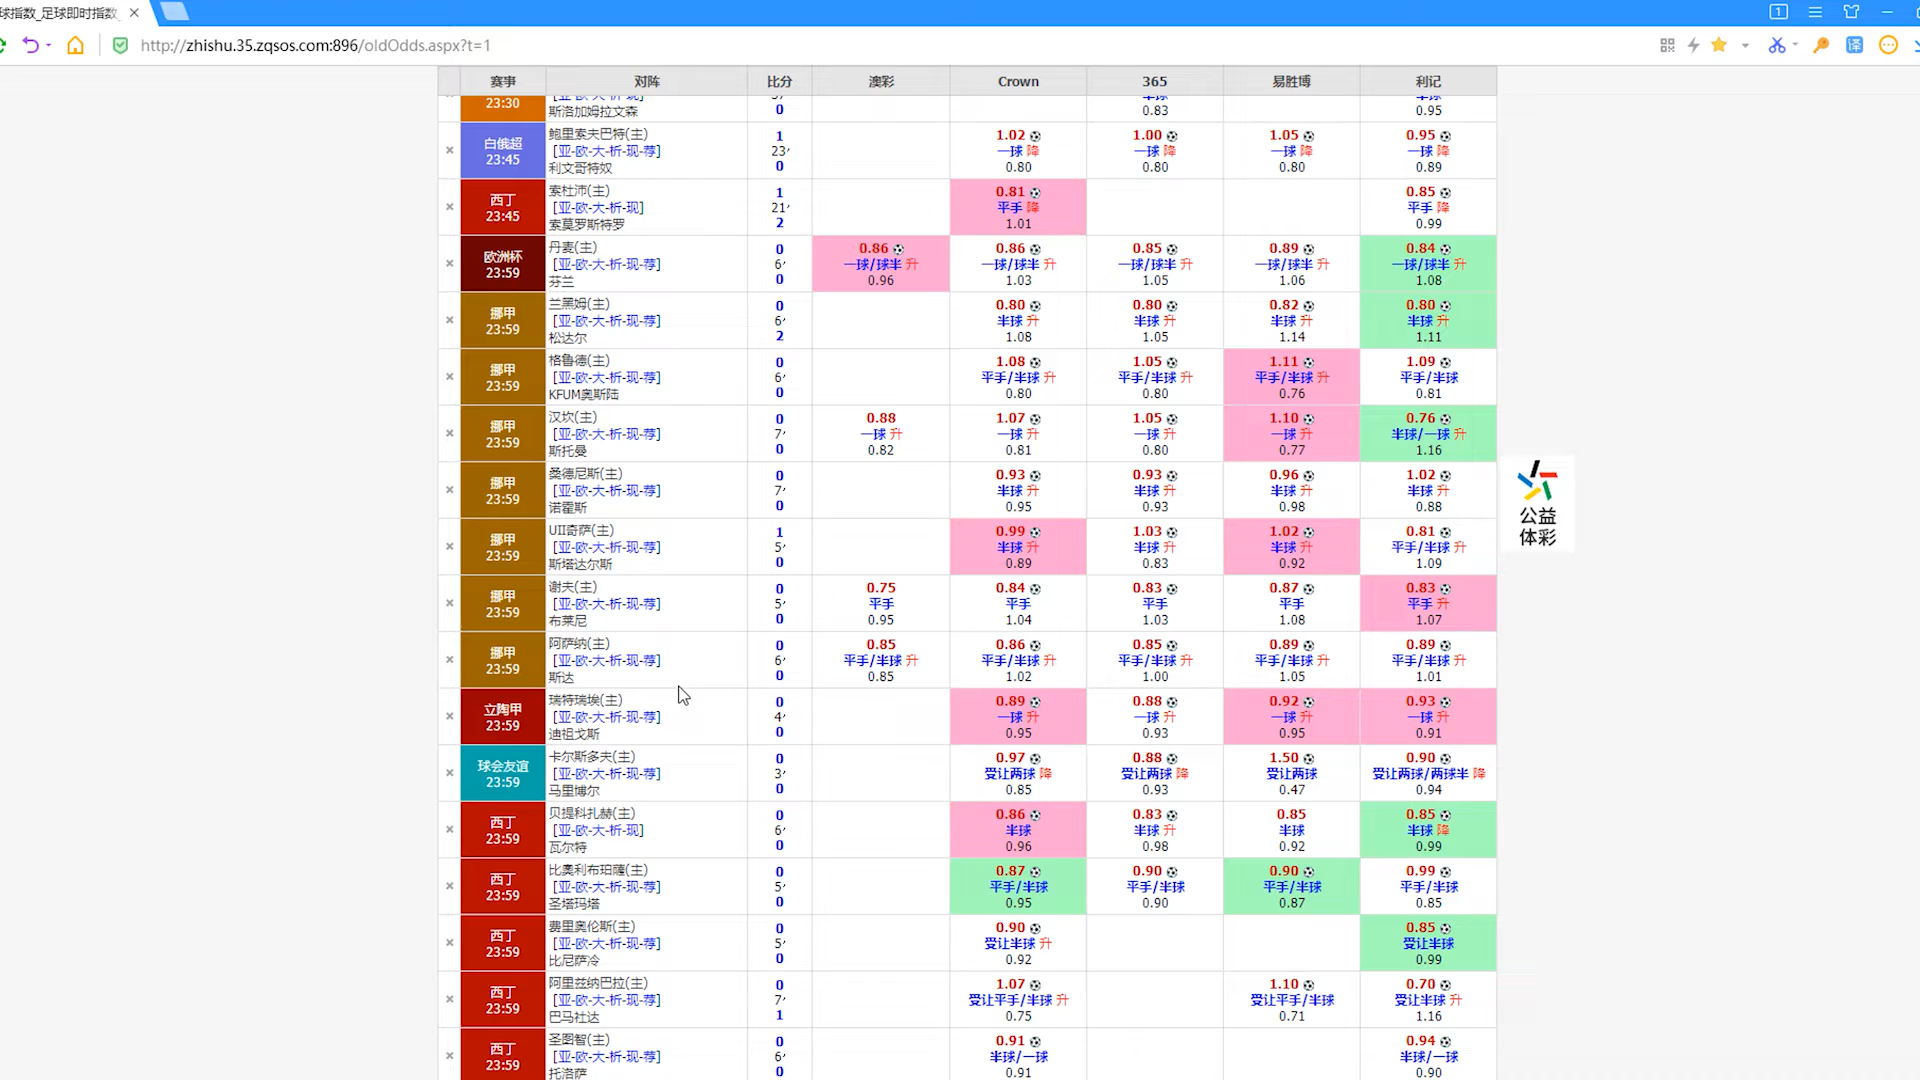 球指数_足球即时指数_
http://zhishu.35.zqsos.com:896/oldOdds.aspx?t=1
译
赛事 对阵 比分 澳彩 Crown 365 易胜博 利记
23:30 斯洛加姆拉文森 0 0.83 0.95
鲍里索夫巴特(主) 1 1.02 1.00 1.05 0.95
白俄超 23:45 [亚-欧-大-析-现-荐] 23' 一球 降 一球 降 一球 降 一球 降
利文哥特奴 0 0.80 0.80 0.80 0.89
索杜沛(主) 1 0.81 0.85
西丁 23:45 [亚-欧-大-析-现] 21' 平手 降 平手 降
索莫罗斯特罗 2 1.01 0.99
丹麦(主) 0 0.86 0.86 0.85 0.89 0.84
欧洲杯 23:59 [亚-欧-大-析-现-荐] 6' 一球/球半 升 一球/球半 升 一球/球半 升 一球/球半 升 一球/球半 升
芬兰 0 0.96 1.03 1.05 1.06 1.08
兰黑姆(主) 0 0.80 0.80 0.82 0.80
挪甲 23:59 [亚-欧-大-析-现-荐] 6' 半球 升 半球 升 半球 升 半球 升
松达尔 2 1.08 1.05 1.14 1.11
格鲁德(主) 0 1.08 1.05 1.11 1.09
挪甲 23:59 [亚-欧-大-析-现-荐] 6' 平手/半球 升 平手/半球 升 平手/半球 升 平手/半球
KFUM奥斯陆 0 0.80 0.80 0.76 0.81
汉坎(主) 0 0.88 1.07 1.05 1.10 0.76
挪甲 23:59 [亚-欧-大-析-现-荐] 7' 一球 升 一球 升 一球 升 一球 升 半球/一球 升
斯托曼 0 0.82 0.81 0.80 0.77 1.16
桑德尼斯(主) 0 0.93 0.93 0.96 1.02
挪甲 23:59 [亚-欧-大-析-现-荐] 7' 半球 升 半球 升 半球 升 半球 升
诺霍斯 0 0.95 0.93 0.98 0.88
UII奇萨(主) 1 0.99 1.03 1.02 0.81
挪甲 23:59 [亚-欧-大-析-现-荐] 5' 半球 升 半球 升 半球 升 平手/半球 升
斯塔达尔斯 0 0.89 0.83 0.92 1.09
谢夫(主) 0 0.75 0.84 0.83 0.87 0.83
挪甲 23:59 [亚-欧-大-析-现-荐] 5' 平手 平手 平手 平手 平手 升
布莱尼 0 0.95 1.04 1.03 1.08 1.07
阿萨纳(主) 0 0.85 0.86 0.85 0.89 0.89
挪甲 23:59 [亚-欧-大-析-现-荐] 6' 平手/半球 升 平手/半球 升 平手/半球 升 平手/半球 升 平手/半球 升
斯达 0 0.85 1.02 1.00 1.05 1.01
瑞特瑞埃(主) 0 0.89 0.88 0.92 0.93
立陶甲 23:59 [亚-欧-大-析-现-荐] 4' 一球 升 一球 升 一球 升 一球 升
迪祖戈斯 0 0.95 0.93 0.95 0.91
卡尔斯多夫(主) 0 0.97 0.88 1.50 0.90
球会友谊 23:59 [亚-欧-大-析-现-荐] 3' 受让两球 降 受让两球 降 受让两球 受让两球/两球半 降
马里博尔 0 0.85 0.93 0.47 0.94
贝提科扎赫(主) 0 0.86 0.83 0.85 0.85
西丁 23:59 [亚-欧-大-析-现] 6' 半球 半球 升 半球 半球 降
瓦尔特 0 0.96 0.98 0.92 0.99
比奥利布珀薩(主) 0 0.87 0.90 0.90 0.99
西丁 23:59 [亚-欧-大-析-现-荐] 5' 平手/半球 平手/半球 平手/半球 平手/半球
圣塔玛塔 0 0.95 0.90 0.87 0.85
费里奥伦斯(主) 0 0.90 0.85
西丁 23:59 [亚-欧-大-析-现-荐] 5' 受让半球 升 受让半球
比尼萨冷 0 0.92 0.99
阿里兹纳巴拉(主) 0 1.07 1.10 0.70
西丁 23:59 [亚-欧-大-析-现-荐] 7' 受让平手/半球 升 受让平手/半球 受让半球 升
巴马社达 1 0.75 0.71 1.16
圣图智(主) 0 0.91 0.94
西丁 23:59 [亚-欧-大-析-现-荐] 6' 半球/一球 半球/一球
托洛萨 0 0.91 0.90
公益
体彩